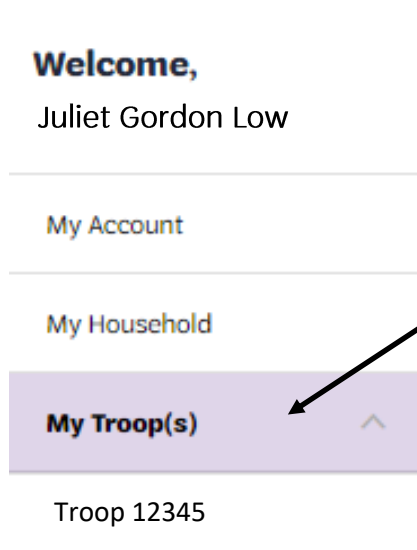 Welcome,
Juliet Gordon Low
My Account
My Household
My Troop(s)
Troop 12345